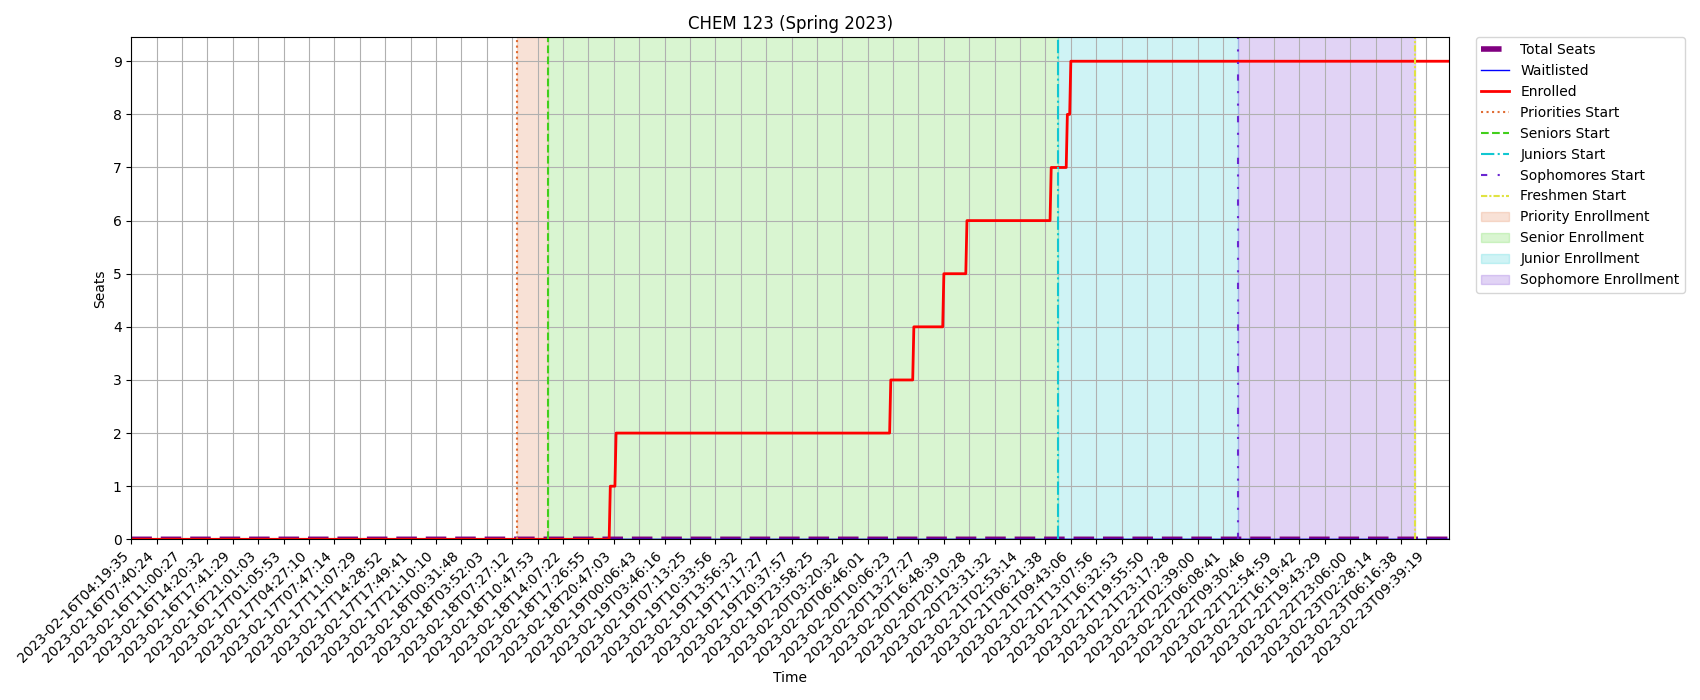 CHEM 123 (Spring 2023)
Seats
9
8
7
6
5
4
3
2
1
0
2023-02-16T04:19:35
2023-02-16T07:40:24
2023-02-16T11:00:27
2023-02-16T14:20:32
2023-02-16T17:41:29
2023-02-16T21:01:03
2023-02-17T01:05:53
2023-02-17T04:27:10
2023-02-17T07:47:14
2023-02-17T11:07:29
2023-02-17T14:28:52
2023-02-17T17:49:41
2023-02-17T21:10:10
2023-02-18T00:31:48
2023-02-18T03:52:03
2023-02-18T07:27:12
2023-02-18T10:47:53
2023-02-18T14:07:22
2023-02-18T17:26:55
2023-02-18T20:47:03
2023-02-19T00:06:43
2023-02-19T03:46:16
2023-02-19T07:13:25
2023-02-19T10:33:56
2023-02-19T13:56:32
2023-02-19T17:17:27
2023-02-19T20:37:57
2023-02-19T23:58:25
2023-02-20T03:20:32
2023-02-20T06:46:01
2023-02-20T10:06:23
2023-02-20T13:27:27
2023-02-20T16:48:39
2023-02-20T20:10:28
2023-02-20T23:31:32
2023-02-21T02:53:14
2023-02-21T06:21:38
2023-02-21T09:43:06
2023-02-21T13:07:56
2023-02-21T16:32:53
2023-02-21T19:55:50
2023-02-21T23:17:28
2023-02-22T02:39:00
2023-02-22T06:08:41
2023-02-22T09:30:46
2023-02-22T12:54:59
2023-02-22T16:19:42
2023-02-22T19:43:29
2023-02-22T23:06:00
2023-02-23T02:28:14
2023-02-23T06:16:38
2023-02-23T09:39:19
Time
Total Seats
Waitlisted
Enrolled
Priorities Start
Seniors Start
Juniors Start
Sophomores Start
Freshmen Start
Priority Enrollment
Senior Enrollment
Junior Enrollment
Sophomore Enrollment